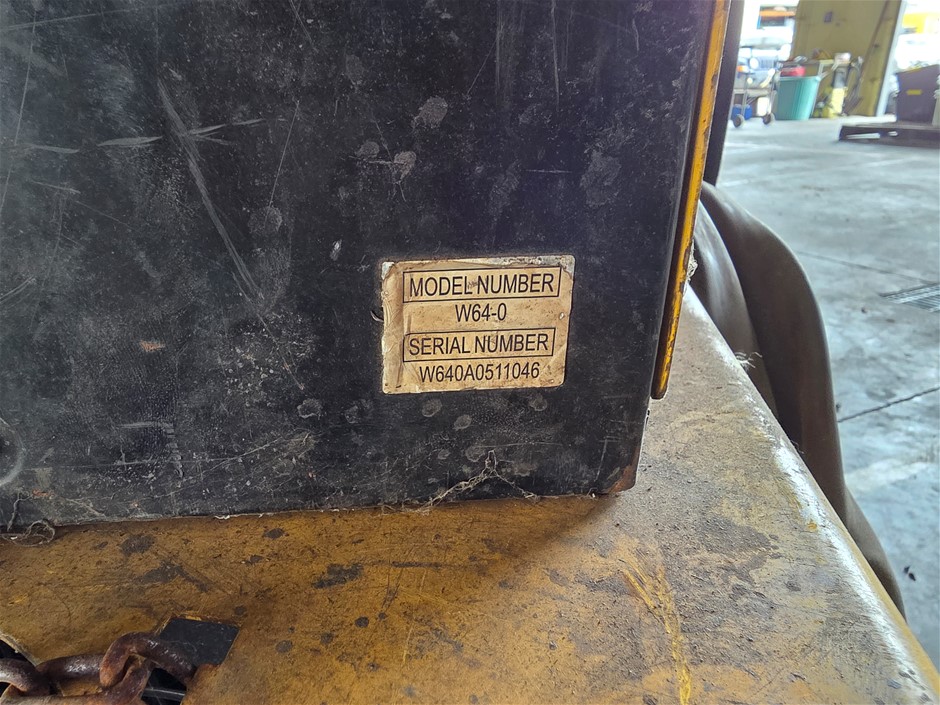 MODEL NUMBER
W64-0
SERIAL NUMBER
W640A0511046